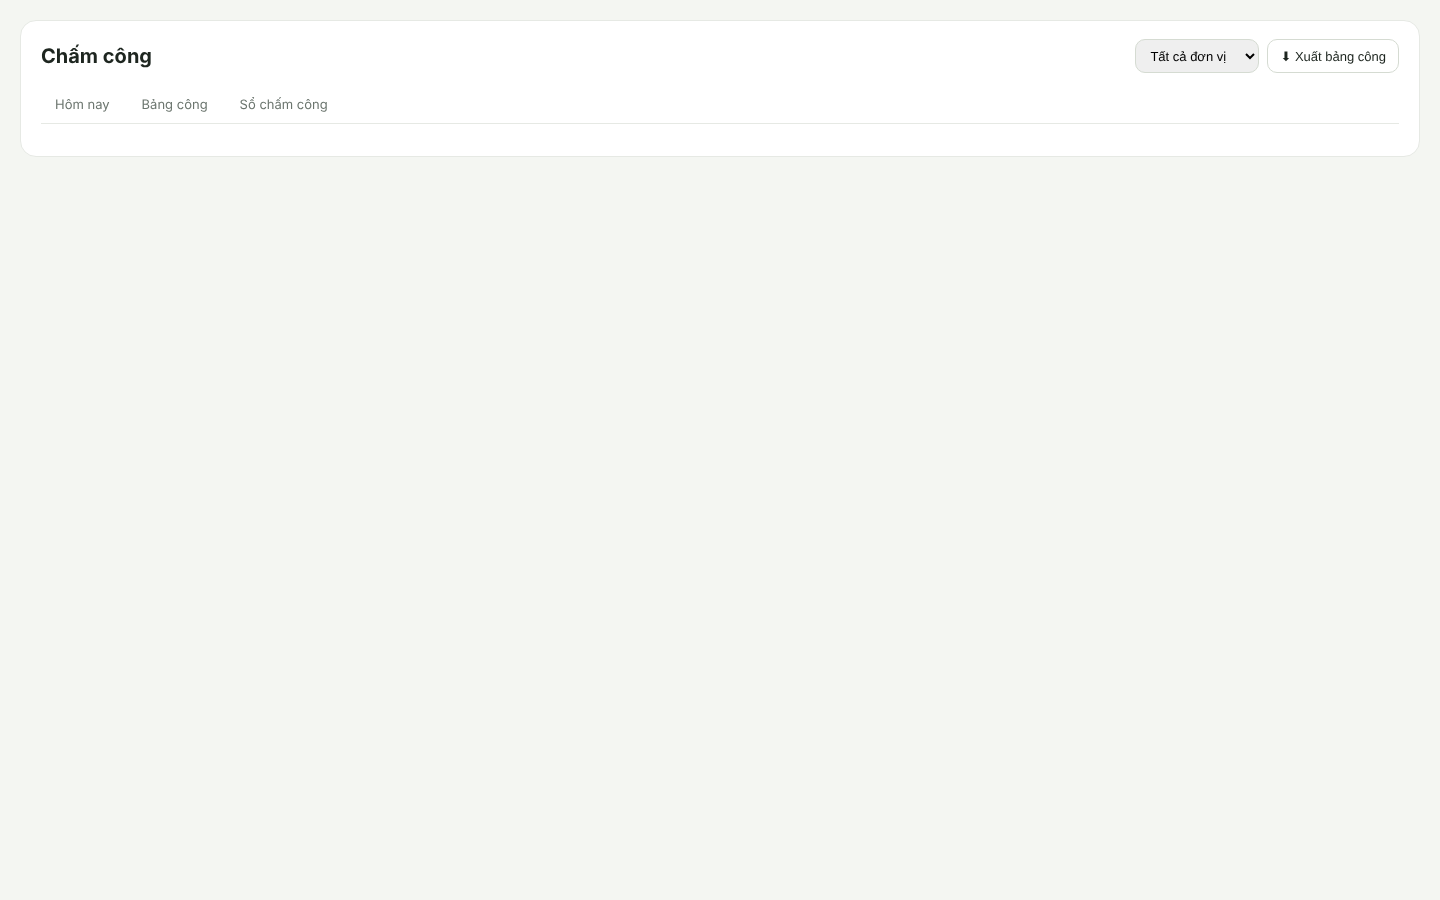 Chấm công
Tất cả đơn vị
⬇ Xuất bảng công
Hôm nay
Bảng công
Sổ chấm công